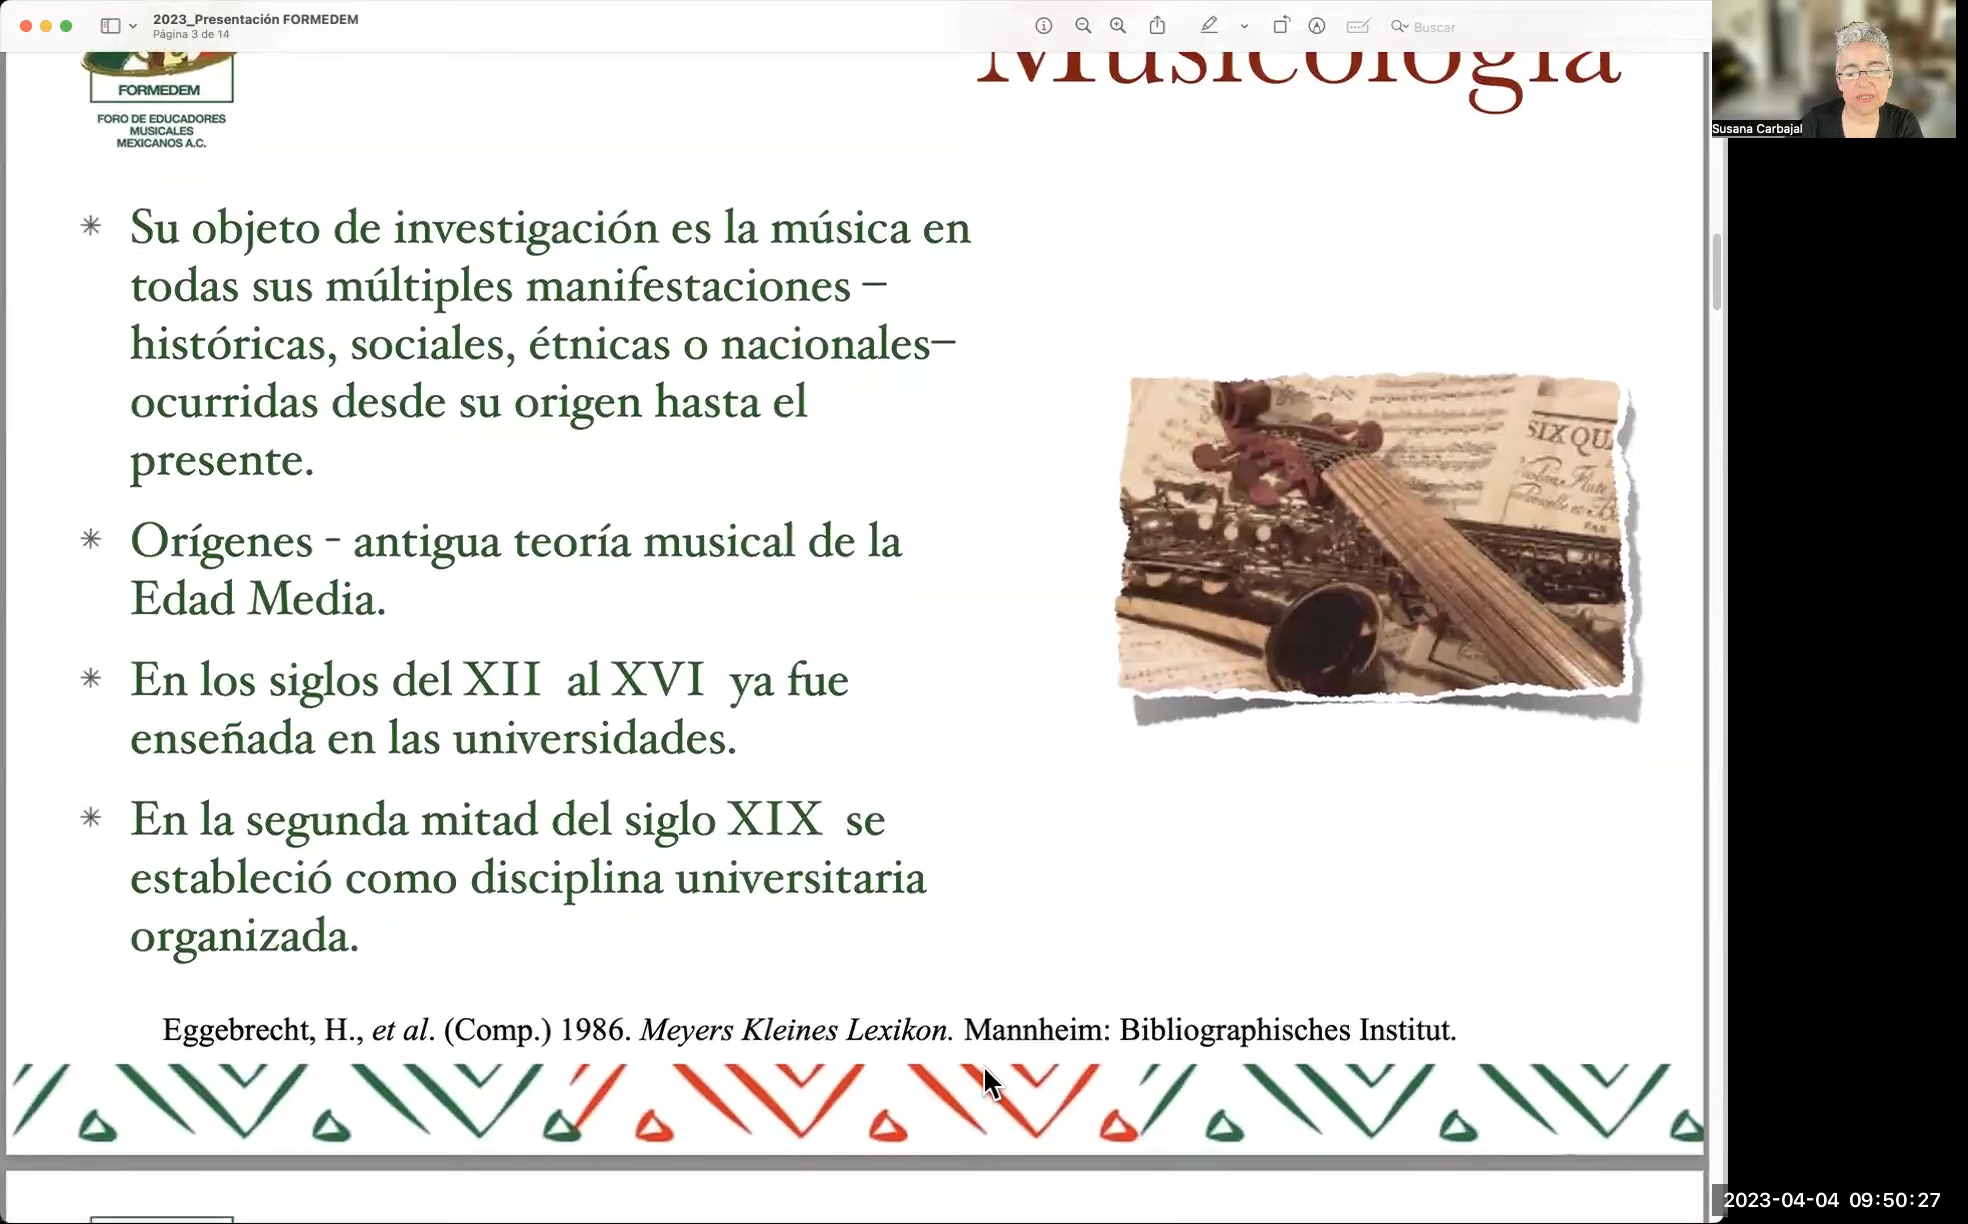 2023_Presentación FORMEDEM
Página 3 de 14
Buscar
Susana Carbajal
Musicología
FORMEDEM
FORO DE EDUCADORES
MUSICALES
MEXICANOS A.C.
Su objeto de investigación es la música en
todas sus múltiples manifestaciones –
históricas, sociales, étnicas o nacionales–
ocurridas desde su origen hasta el
presente.
Orígenes - antigua teoría musical de la
Edad Media.
En los siglos del XII al XVI ya fue
enseñada en las universidades.
En la segunda mitad del siglo XIX se
estableció como disciplina universitaria
organizada.
SIX QU
Eggebrecht, H., et al. (Comp.) 1986. Meyers Kleines Lexikon. Mannheim: Bibliographisches Institut.
2023-04-04 09:50:27